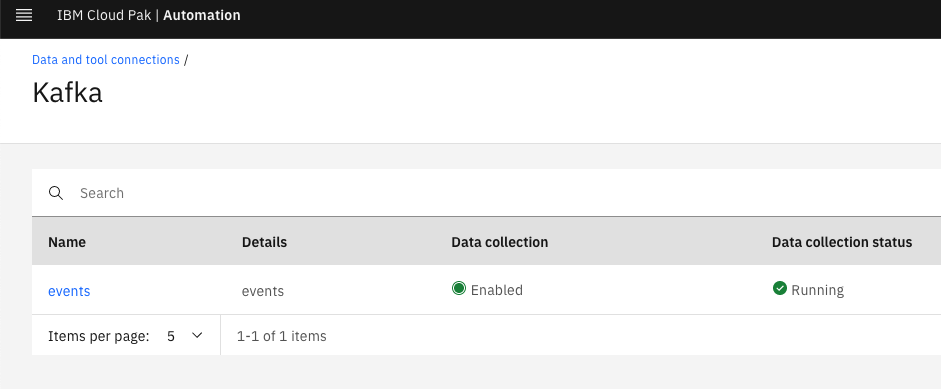 IBM Cloud Pak | Automation
Data and tool connections /
Kafka
Search
Name Details Data collection Data collection status
events events Enabled Running
Items per page: 5 1-1 of 1 items